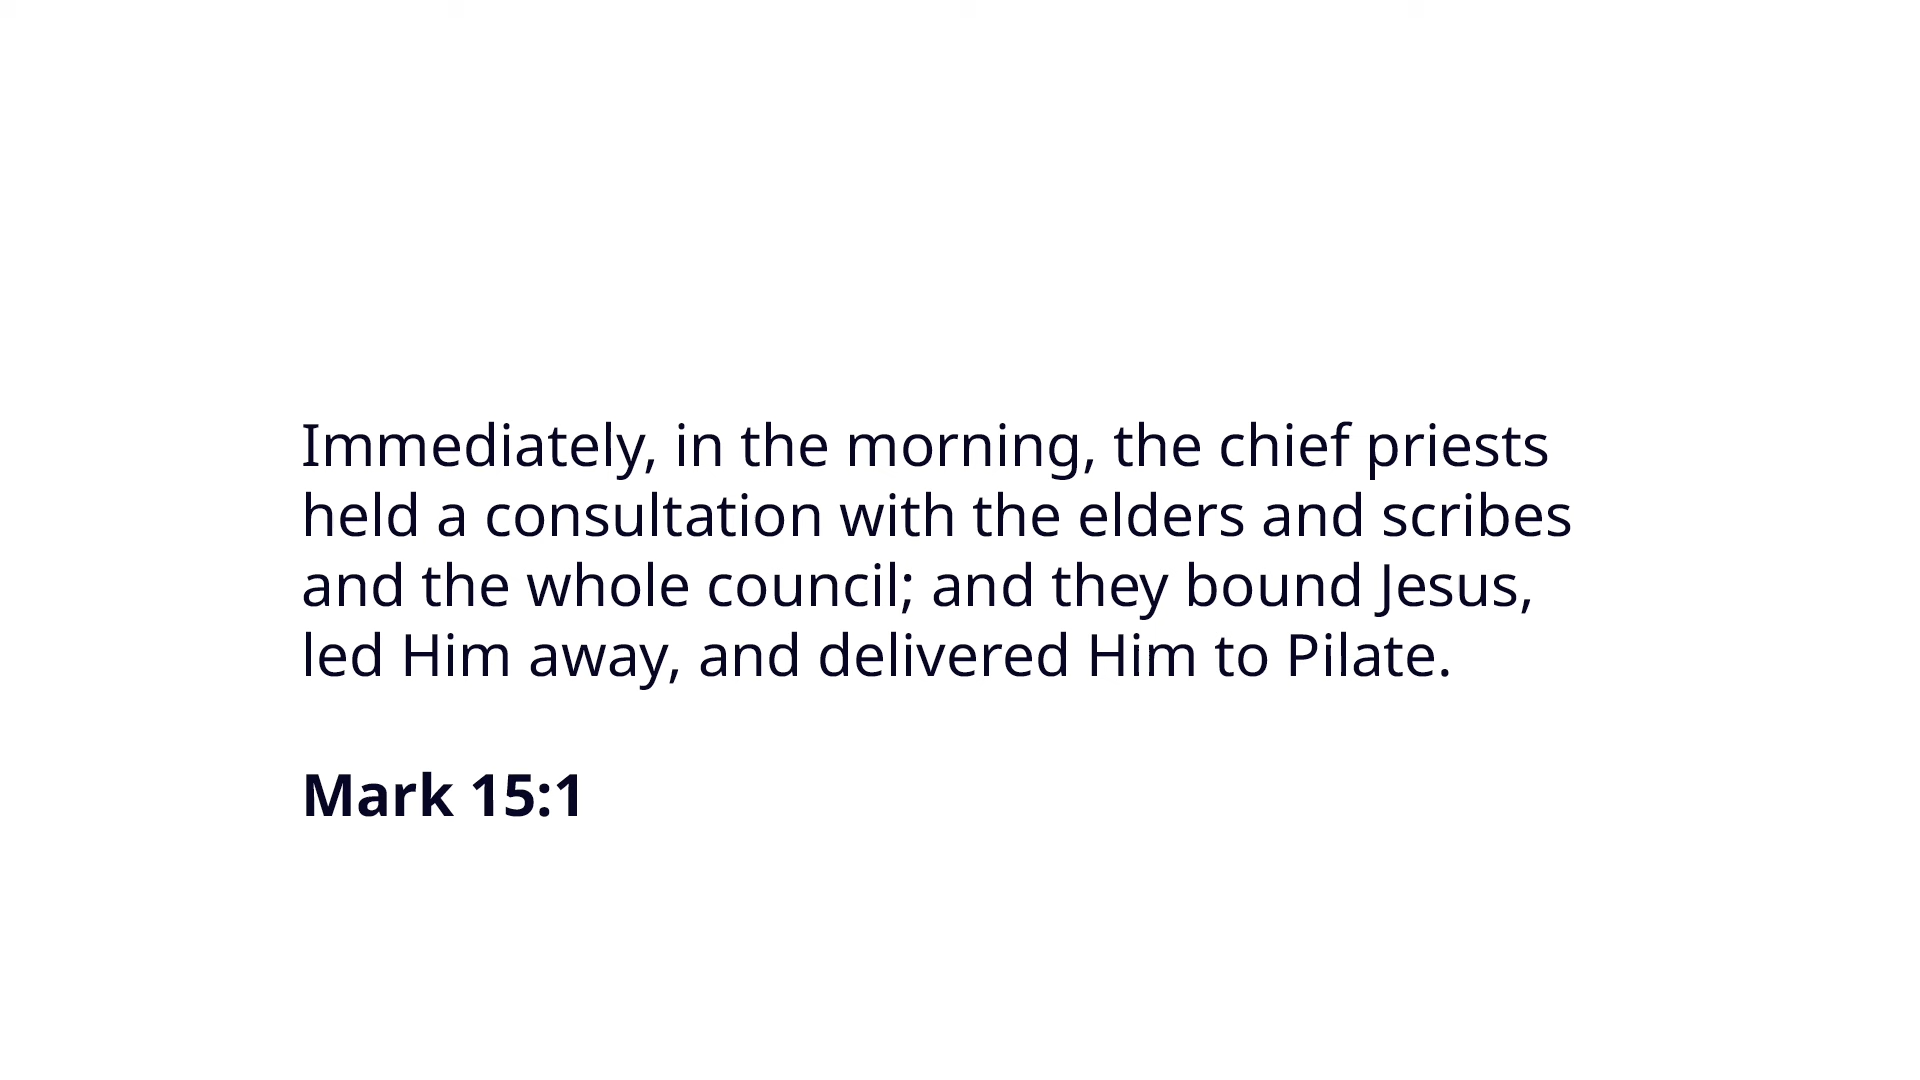 Immediately, in the morning, the chief priests
held a consultation with the elders and scribes
and the whole council; and they bound Jesus,
led Him away, and delivered Him to Pilate.
Mark 15:1